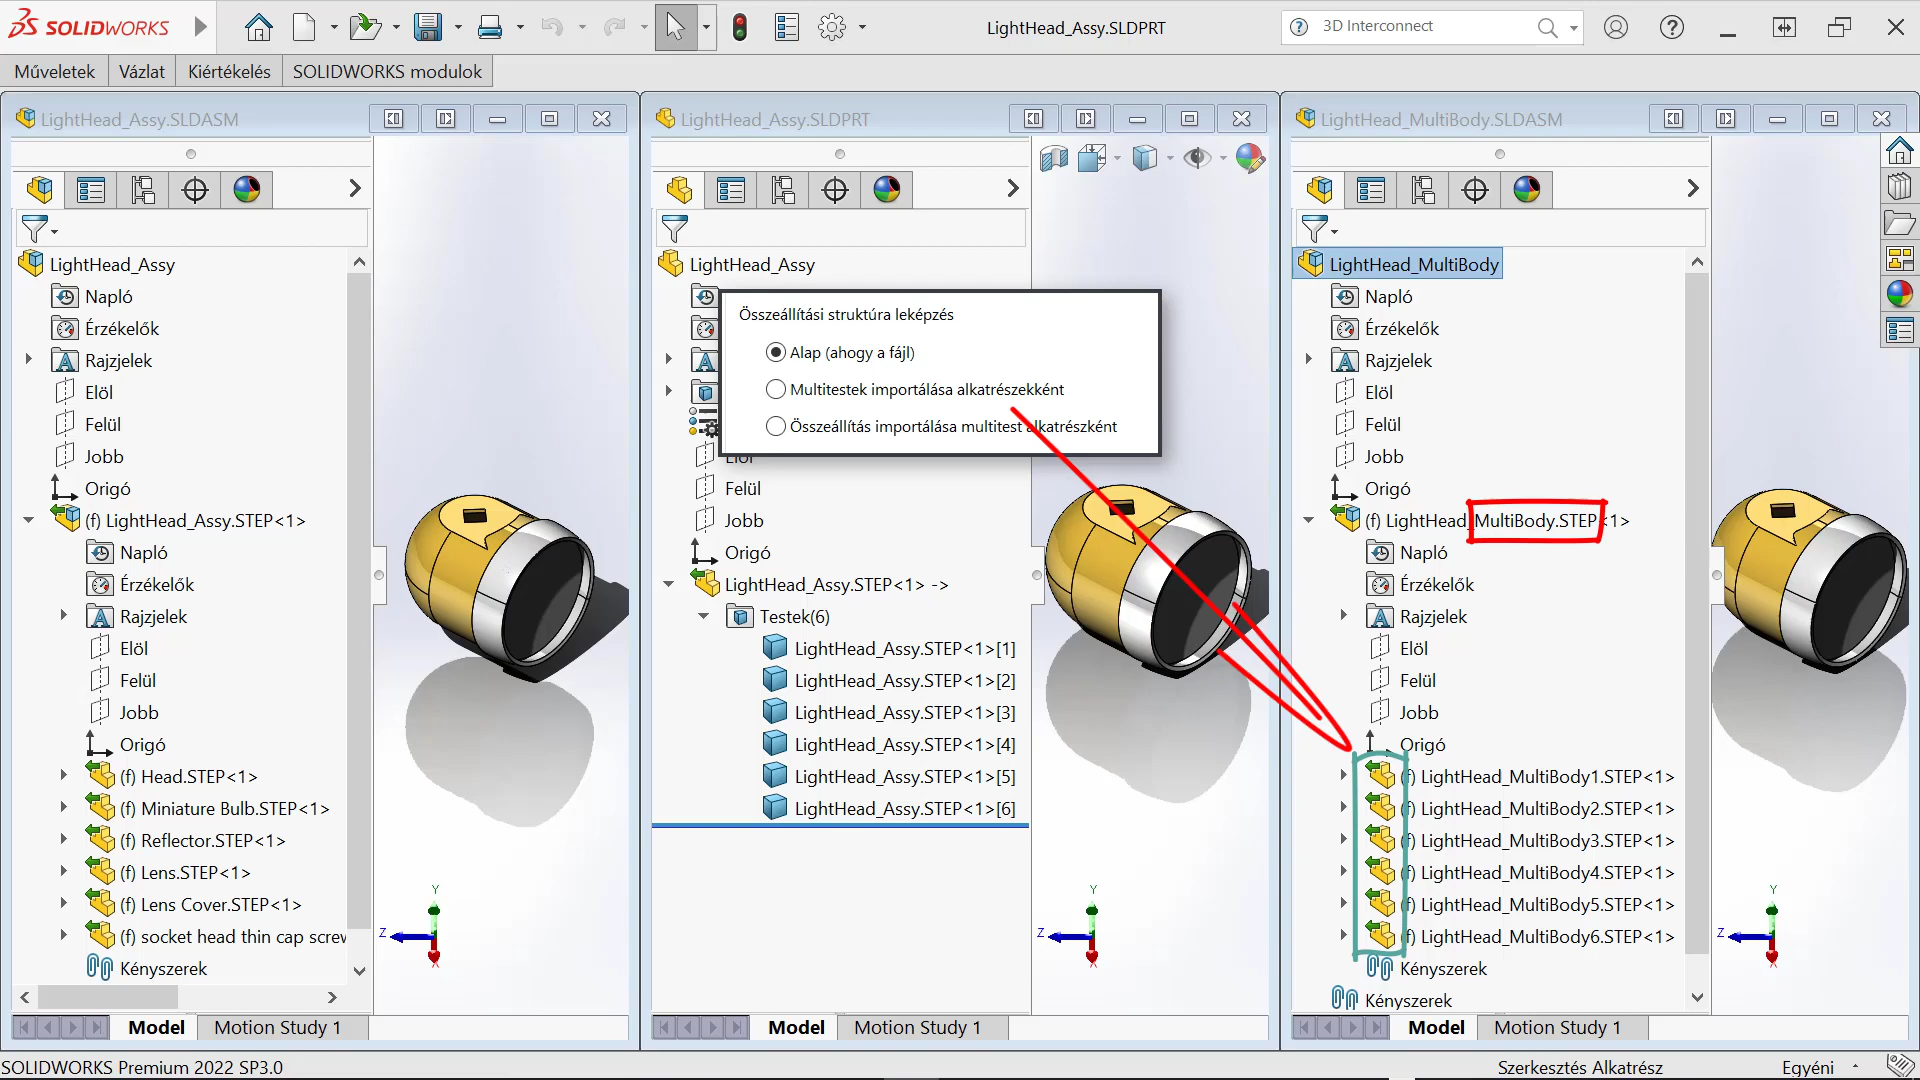 SOLIDWORKS
LightHead_Assy.SLDPRT
3D Interconnect
Műveletek
Vázlat
Kiértékelés
SOLIDWORKS modulok
LightHead_Assy.SLDASM
LightHead_Assy
Napló
Érzékelők
Rajzjelek
Elöl
Felül
Jobb
Origó
(f) LightHead_Assy.STEP<1>
Napló
Érzékelők
Rajzjelek
Elöl
Felül
Jobb
Origó
(f) Head.STEP<1>
(f) Miniature Bulb.STEP<1>
(f) Reflector.STEP<1>
(f) Lens.STEP<1>
(f) Lens Cover.STEP<1>
(f) socket head thin cap screw
Kényszerek
Y
Z
Model
Motion Study 1
LightHead_Assy.SLDPRT
LightHead_Assy
Összeállítási struktúra leképzés
Alap (ahogy a fájl)
Multitestek importálása alkatrészekként
Összeállítás importálása multitest alkatrészként
Elöl
Felül
Jobb
Origó
LightHead_Assy.STEP<1> ->
Testek(6)
LightHead_Assy.STEP<1>[1]
LightHead_Assy.STEP<1>[2]
LightHead_Assy.STEP<1>[3]
LightHead_Assy.STEP<1>[4]
LightHead_Assy.STEP<1>[5]
LightHead_Assy.STEP<1>[6]
Y
Z
Model
Motion Study 1
LightHead_MultiBody.SLDASM
LightHead_MultiBody
Napló
Érzékelők
Rajzjelek
Elöl
Felül
Jobb
Origó
(f) LightHead_MultiBody.STEP<1>
Napló
Érzékelők
Rajzjelek
Elöl
Felül
Jobb
Origó
(f) LightHead_MultiBody1.STEP<1>
(f) LightHead_MultiBody2.STEP<1>
(f) LightHead_MultiBody3.STEP<1>
(f) LightHead_MultiBody4.STEP<1>
(f) LightHead_MultiBody5.STEP<1>
(f) LightHead_MultiBody6.STEP<1>
Kényszerek
Kényszerek
Y
Z
Model
Motion Study 1
SOLIDWORKS Premium 2022 SP3.0
Szerkesztés Alkatrész
Egyéni